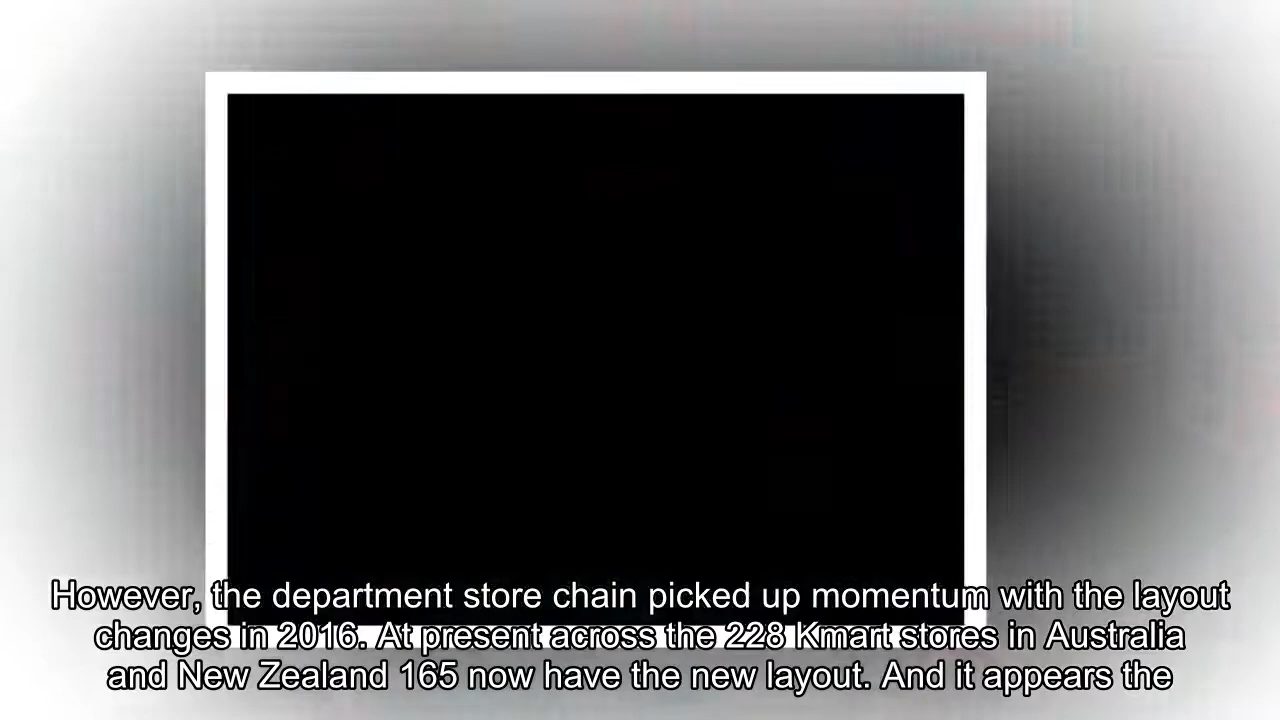 However, the department store chain picked up momentum with the layout
changes in 2016. At present across the 228 Kmart stores in Australia
and New Zealand 165 now have the new layout. And it appears the